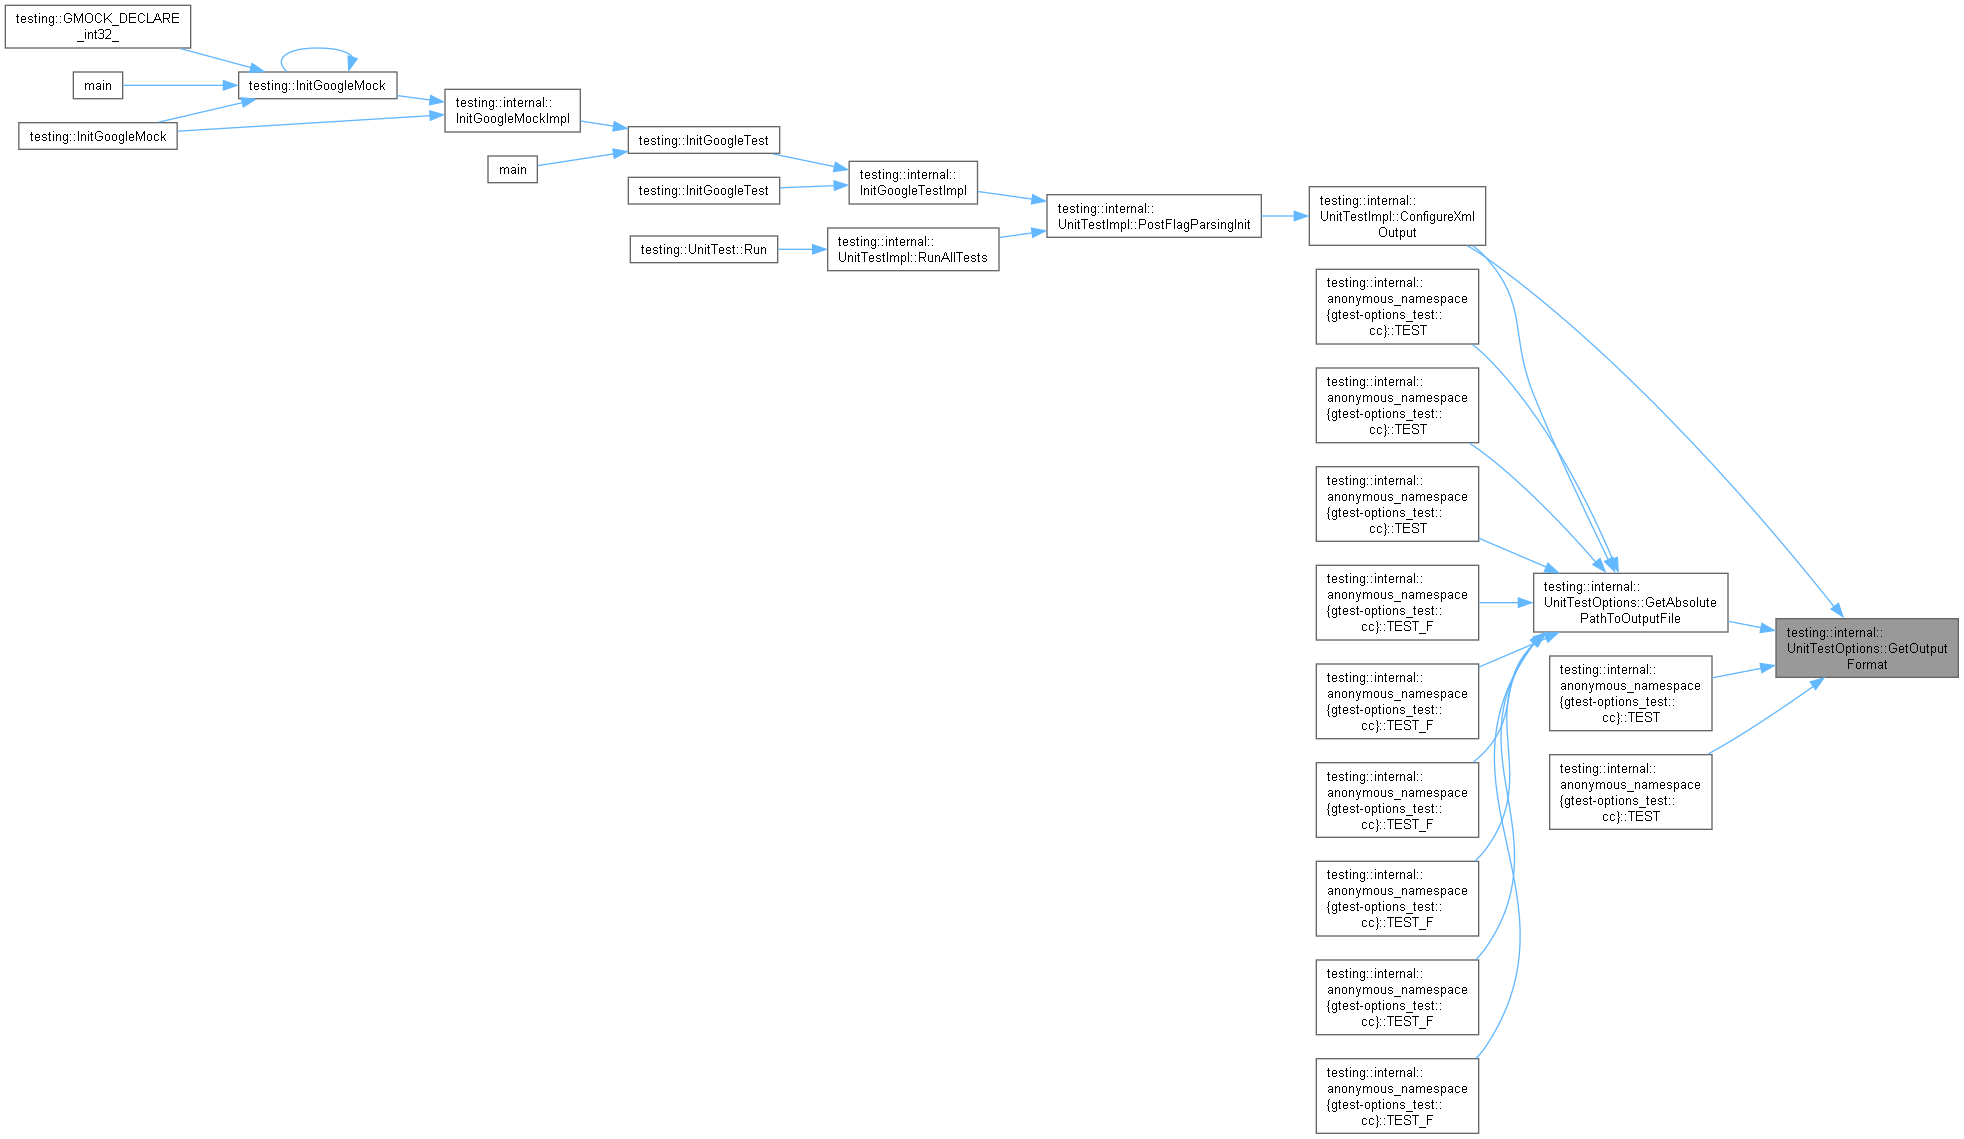 testing::GMOCK_DECLARE
_int32_
main
testing::InitGoogleMock
testing::InitGoogleMock
testing::internal::
InitGoogleMockImpl
testing::InitGoogleTest
main
testing::InitGoogleTest
testing::UnitTest::Run
testing::internal::
InitGoogleTestImpl
testing::internal::
UnitTestImpl::RunAllTests
testing::internal::
UnitTestImpl::PostFlagParsingInit
testing::internal::
UnitTestImpl::ConfigureXml
Output
testing::internal::
anonymous_namespace
{gtest-options_test::
cc}::TEST
testing::internal::
anonymous_namespace
{gtest-options_test::
cc}::TEST
testing::internal::
anonymous_namespace
{gtest-options_test::
cc}::TEST
testing::internal::
anonymous_namespace
{gtest-options_test::
cc}::TEST_F
testing::internal::
anonymous_namespace
{gtest-options_test::
cc}::TEST_F
testing::internal::
anonymous_namespace
{gtest-options_test::
cc}::TEST_F
testing::internal::
anonymous_namespace
{gtest-options_test::
cc}::TEST_F
testing::internal::
anonymous_namespace
{gtest-options_test::
cc}::TEST_F
testing::internal::
anonymous_namespace
{gtest-options_test::
cc}::TEST_F
testing::internal::
UnitTestOptions::GetAbsolute
PathToOutputFile
testing::internal::
anonymous_namespace
{gtest-options_test::
cc}::TEST
testing::internal::
anonymous_namespace
{gtest-options_test::
cc}::TEST
testing::internal::
UnitTestOptions::GetOutput
Format